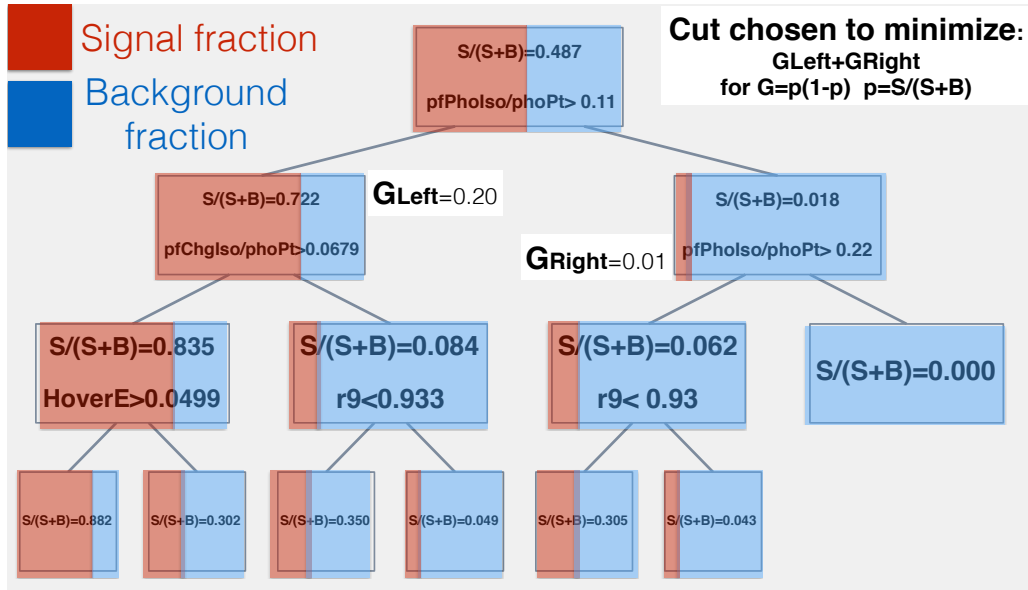 Signal fraction
Background
fraction
S/(S+B)=0.487
pfPhoIso/phoPt> 0.11
Cut chosen to minimize:
GLeft+GRight
for G=p(1-p) p=S/(S+B)
S/(S+B)=0.722
pfChgIso/phoPt>0.0679
GLeft=0.20
S/(S+B)=0.018
pfPhoIso/phoPt> 0.22
GRight=0.01
S/(S+B)=0.835
HoverE>0.0499
S/(S+B)=0.084
r9<0.933
S/(S+B)=0.062
r9< 0.93
S/(S+B)=0.000
S/(S+B)=0.882
S/(S+B)=0.302
S/(S+B)=0.350
S/(S+B)=0.049
S/(S+B)=0.305
S/(S+B)=0.043